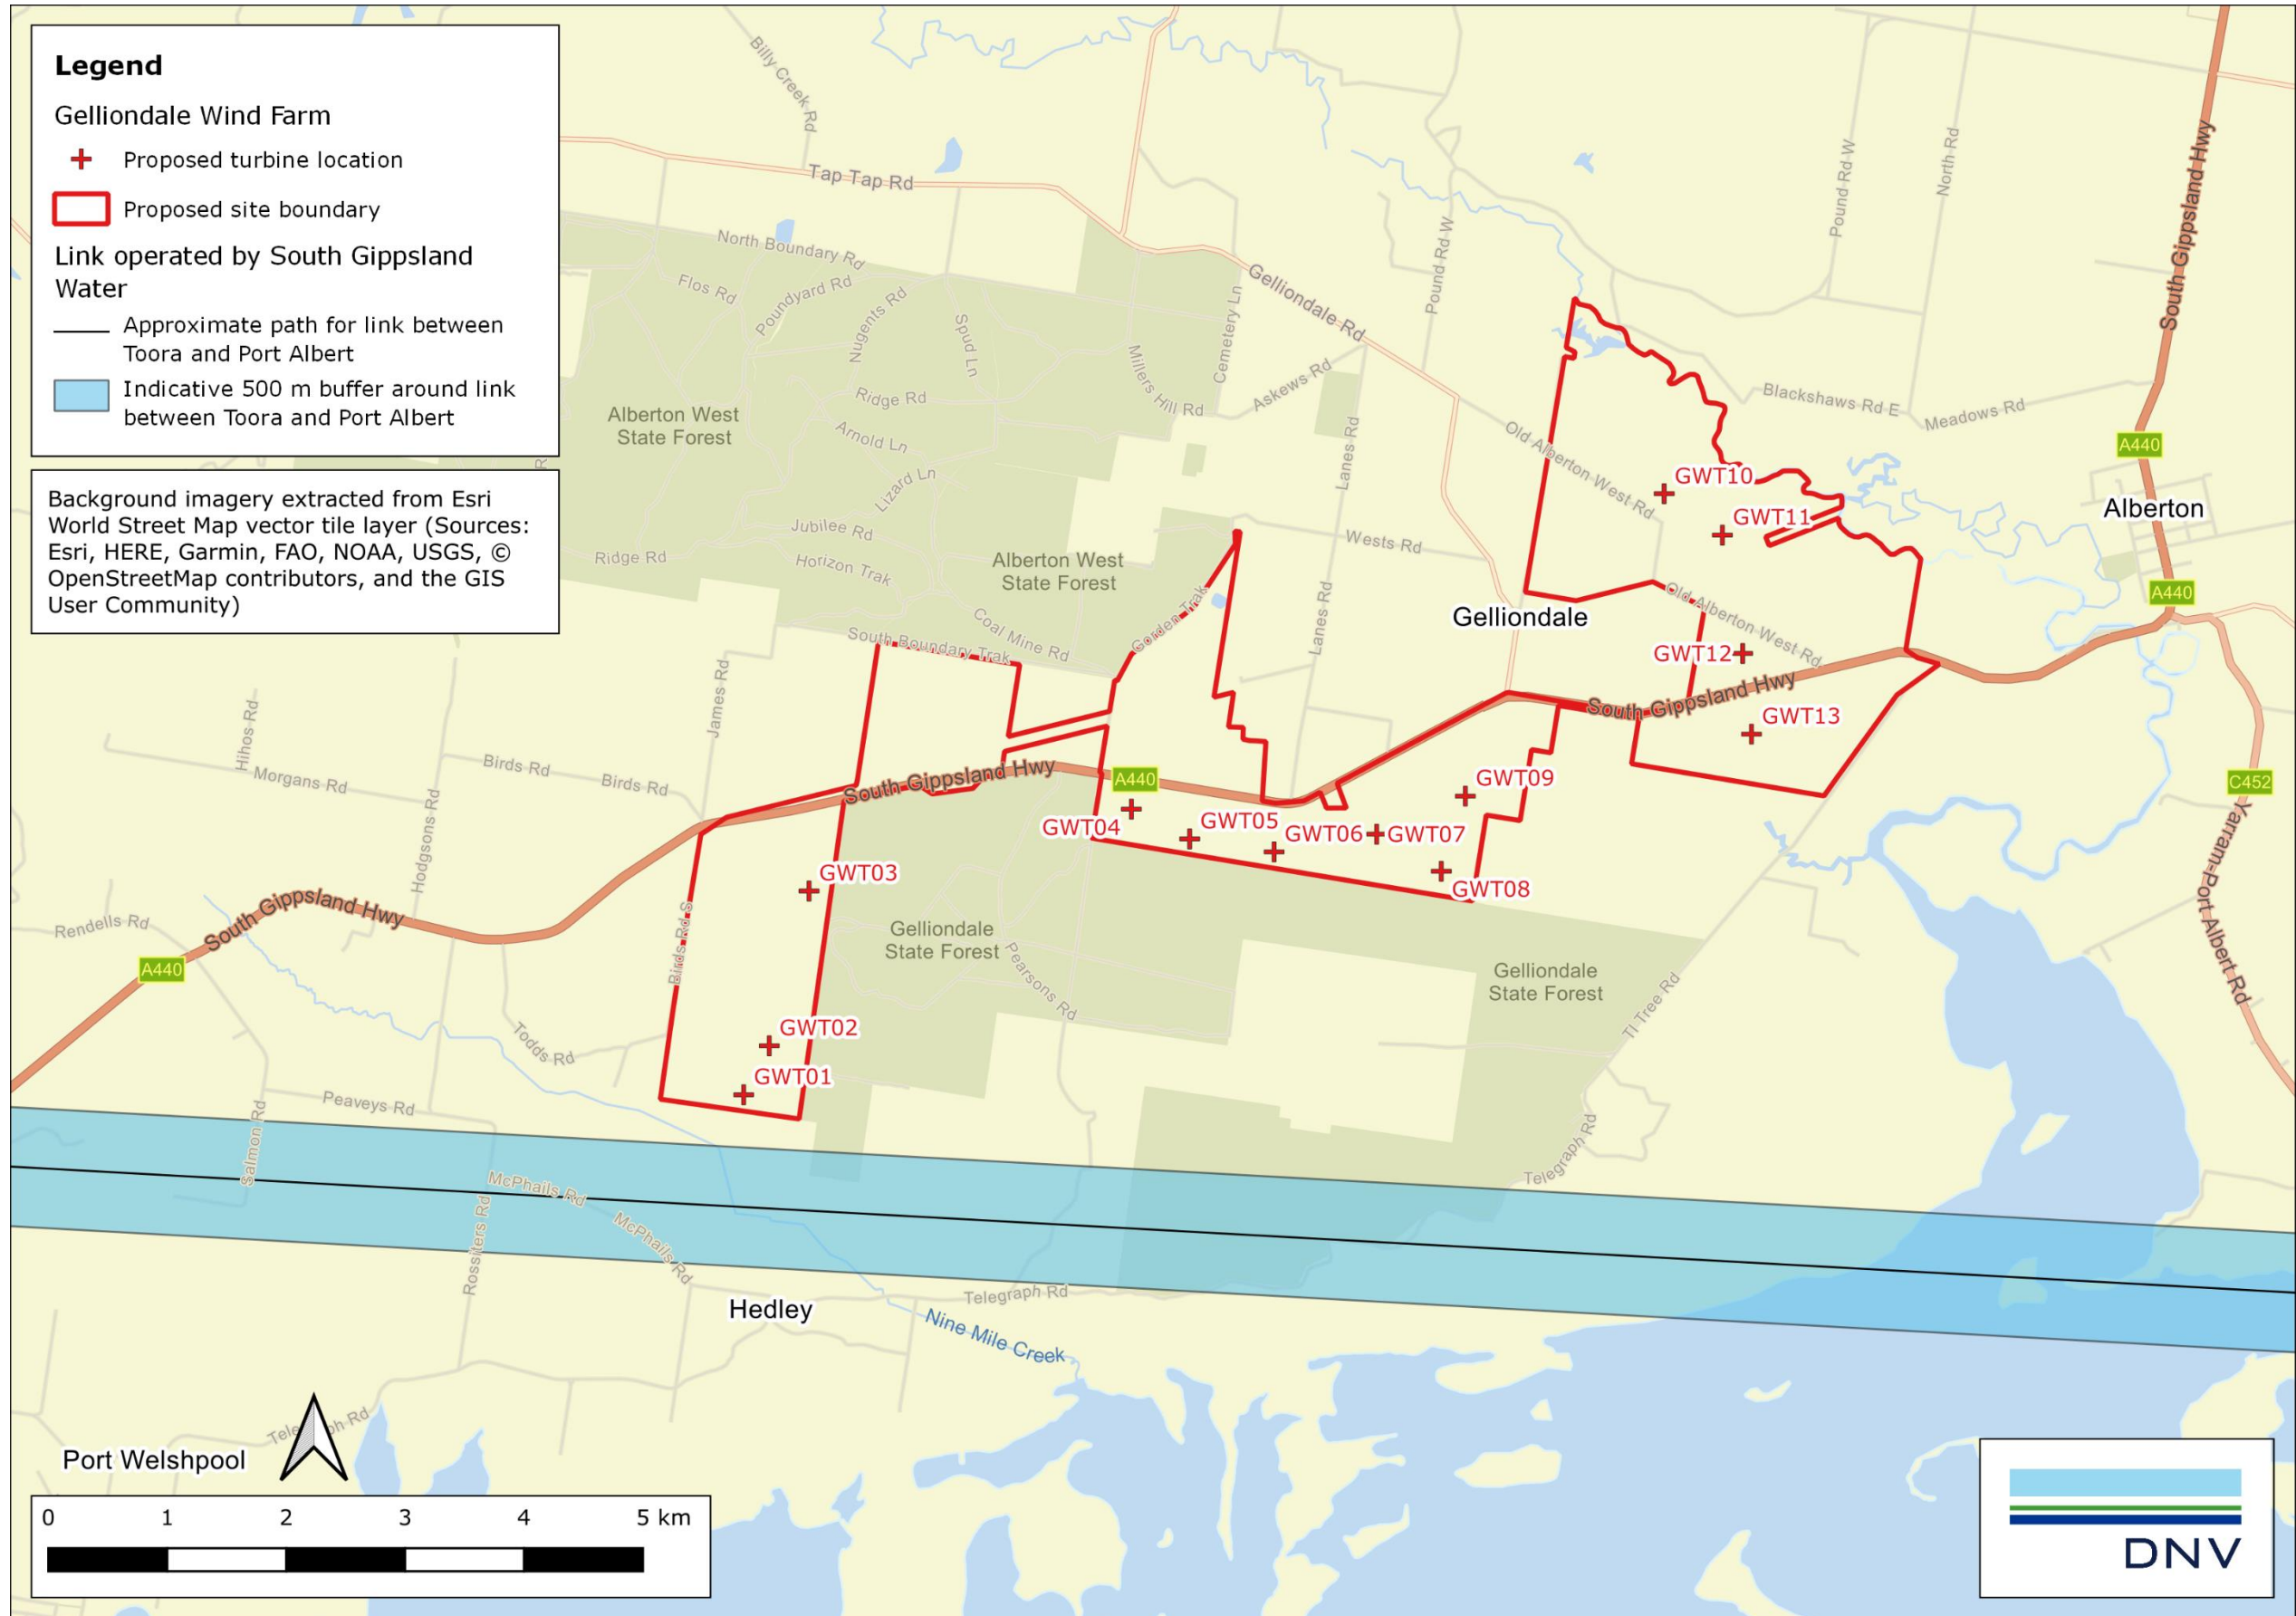 Legend
Gelliondale Wind Farm
Proposed turbine location
Proposed site boundary
Link operated by South Gippsland
Water
Approximate path for link between
Toora and Port Albert
Indicative 500 m buffer around link
between Toora and Port Albert
Background imagery extracted from Esri
World Street Map vector tile layer (Sources:
Esri, HERE, Garmin, FAO, NOAA, USGS, ©
OpenStreetMap contributors, and the GIS
User Community)
Billy Creek Rd
Tap Tap Rd
North Boundary Rd
Flos Rd
Poundyard Rd
Nugents Rd
Spud Ln
Millers Hill Rd
Cemetery Ln
Gelliondale Rd
Askews Rd
Pound Rd W
Pound Rd W
North Rd
South Gippsland Hwy
Blackshaws Rd E
Meadows Rd
A440
Alberton
A440
Alberton West
State Forest
Ridge Rd
Arnold Ln
Lizard Ln
Jubilee Rd
Horizon Trak
Ridge Rd
Alberton West
State Forest
Lanes Rd
Wests Rd
Lanes Rd
Old Alberton West Rd
GWT10
GWT11
Gelliondale
Old Alberton West Rd
GWT12
South Gippsland Hwy
GWT13
Gorden Trak
Coal Mine Rd
South Boundary Trak
James Rd
Hihos Rd
Morgans Rd
Birds Rd
Birds Rd
Hodgsons Rd
South Gippsland Hwy
A440
GWT04
GWT05
GWT06
GWT07
GWT08
GWT09
C452
Yarram-Port Albert Rd
GWT03
Rendells Rd
South Gippsland Hwy
A440
Birds Rd S
Gelliondale
State Forest
Pearsons Rd
Gelliondale
State Forest
Ti Tree Rd
GWT02
GWT01
Todds Rd
Peaveys Rd
Salmon Rd
Telegraph Rd
McPhails Rd
McPhails Rd
Rossiters Rd
Hedley
Telegraph Rd
Nine Mile Creek
Port Welshpool
0 1 2 3 4 5 km
DNV